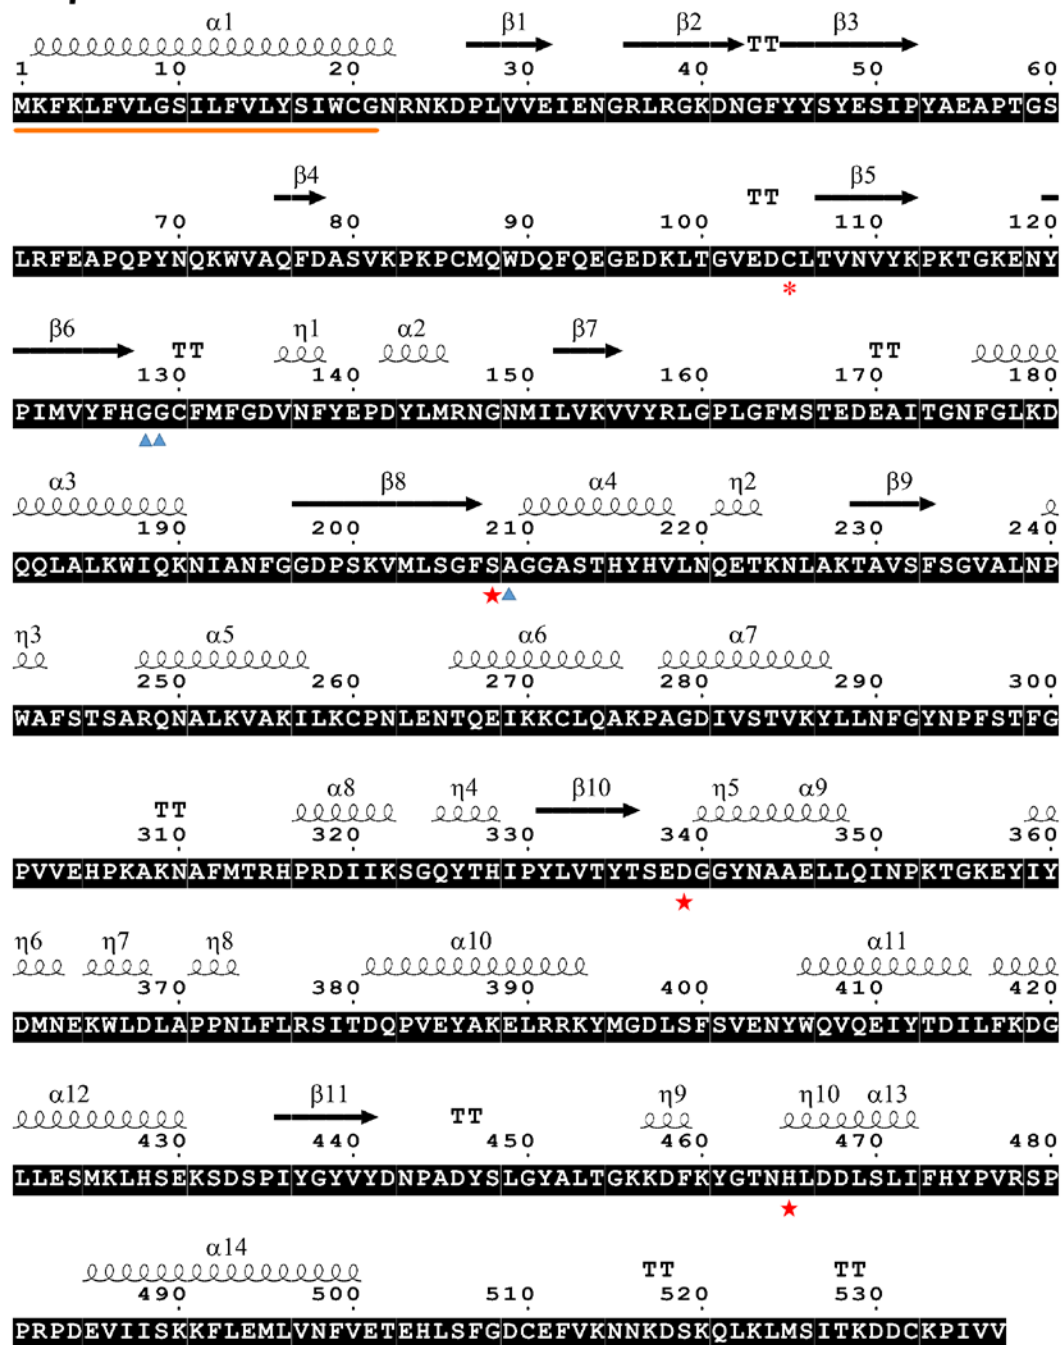 α1 β1 β2 TT β3
1 10 20 30 40 50 60
MKFKLFVLGSILFVLYSIWCGNRNKDPLVVEIENGRLRGKDNGFYYSYESIPYAEAPTGS
β4 TT β5
70 80 90 100 110 120
LRFEAPQPYNQKWVAQFDASVKPKPCMQWDQFQEGEDKLTGVEDCLTVNVYKPKTGKENY
*
β6 TT η1 α2 β7 TT
130 140 150 160 170 180
PIMVYFHGGCFMFGDVNFYEPDYLMRNGNMILVKVVYRLGPLGFMSTEDEAITGNFGLKD
α3 β8 α4 η2 β9
190 200 210 220 230 240
QQLALKWIQKNIANFGGDPSKVMLSGFSAGGASTHYHVLNQETKNLAKTAVSFSGVALNP
η3 α5 α6 α7
250 260 270 280 290 300
WAFSTSARQNALKVAKILKCPNLENTQEIKKCLQAKPAGDIVSTVKYLLNFGYNPFSTFG
TT α8 η4 β10 η5 α9
310 320 330 340 350 360
PVVEHPKAKNAFMTRHPRDIIKSGQYTHIPYLVTYTSEDGGYNAAELLQINPKTGKEYIY
η6 η7 η8 α10 α11
370 380 390 400 410 420
DMNEKWLDLAPPNLFLRSITDQPVEYAKELRRKYMGDLSFSVENYWQVQEIYTDILFKDG
α12 β11 TT η9 η10 α13
430 440 450 460 470 480
LLESMKLHSEKSDSPIYGYVYDNPADYSLGYALTGKKDFKYGTNHLDDLSLIFHYPVRSP
α14 TT TT
490 500 510 520 530
PRPDEVIISKKFLEMLVNFVETEHLSFGDCEFVKNNKDSKQLKLMSITKDDCKPIVV